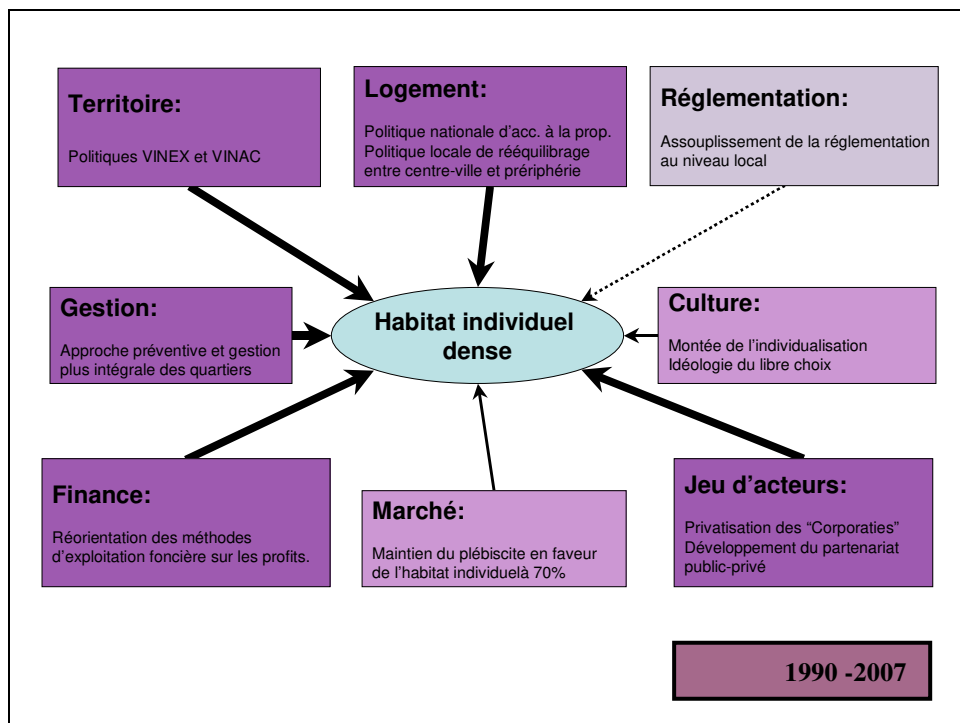 Territoire:
Politiques VINEX et VINAC
Logement:
Politique nationale d'acc. à la prop.
Politique locale de rééquilibrage
entre centre-ville et prériphérie
Réglementation:
Assouplissement de la réglementation
au niveau local
Gestion:
Approche préventive et gestion
plus intégrale des quartiers
Habitat individuel
dense
Culture:
Montée de l'individualisation
Idéologie du libre choix
Finance:
Réorientation des méthodes
d'exploitation foncière sur les profits.
Marché:
Maintien du plébiscite en faveur
de l'habitat individuelà 70%
Jeu d'acteurs:
Privatisation des “Corporaties”
Développement du partenariat
public-privé
1990 -2007